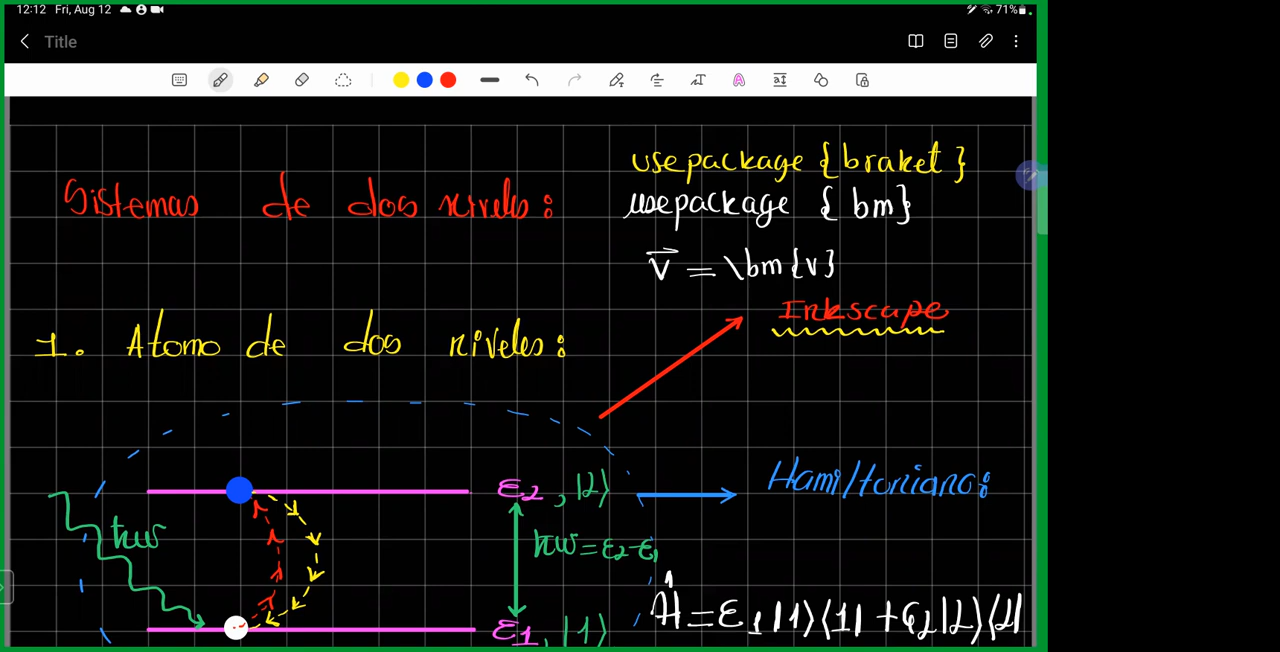 12:12 Fri, Aug 12
71%
Title
Sistemas de dos niveles:
usepackage {braket}
usepackage {bm}
v⃗ = \bm{v}
Inkscape
1. Atomo de dos niveles:
ε2, |2⟩
Hamiltoniano:
ħω
ħω = ε2-ε1
Ĥ = ε1|1⟩⟨1| + ε2|2⟩⟨2|
ε1, |1⟩